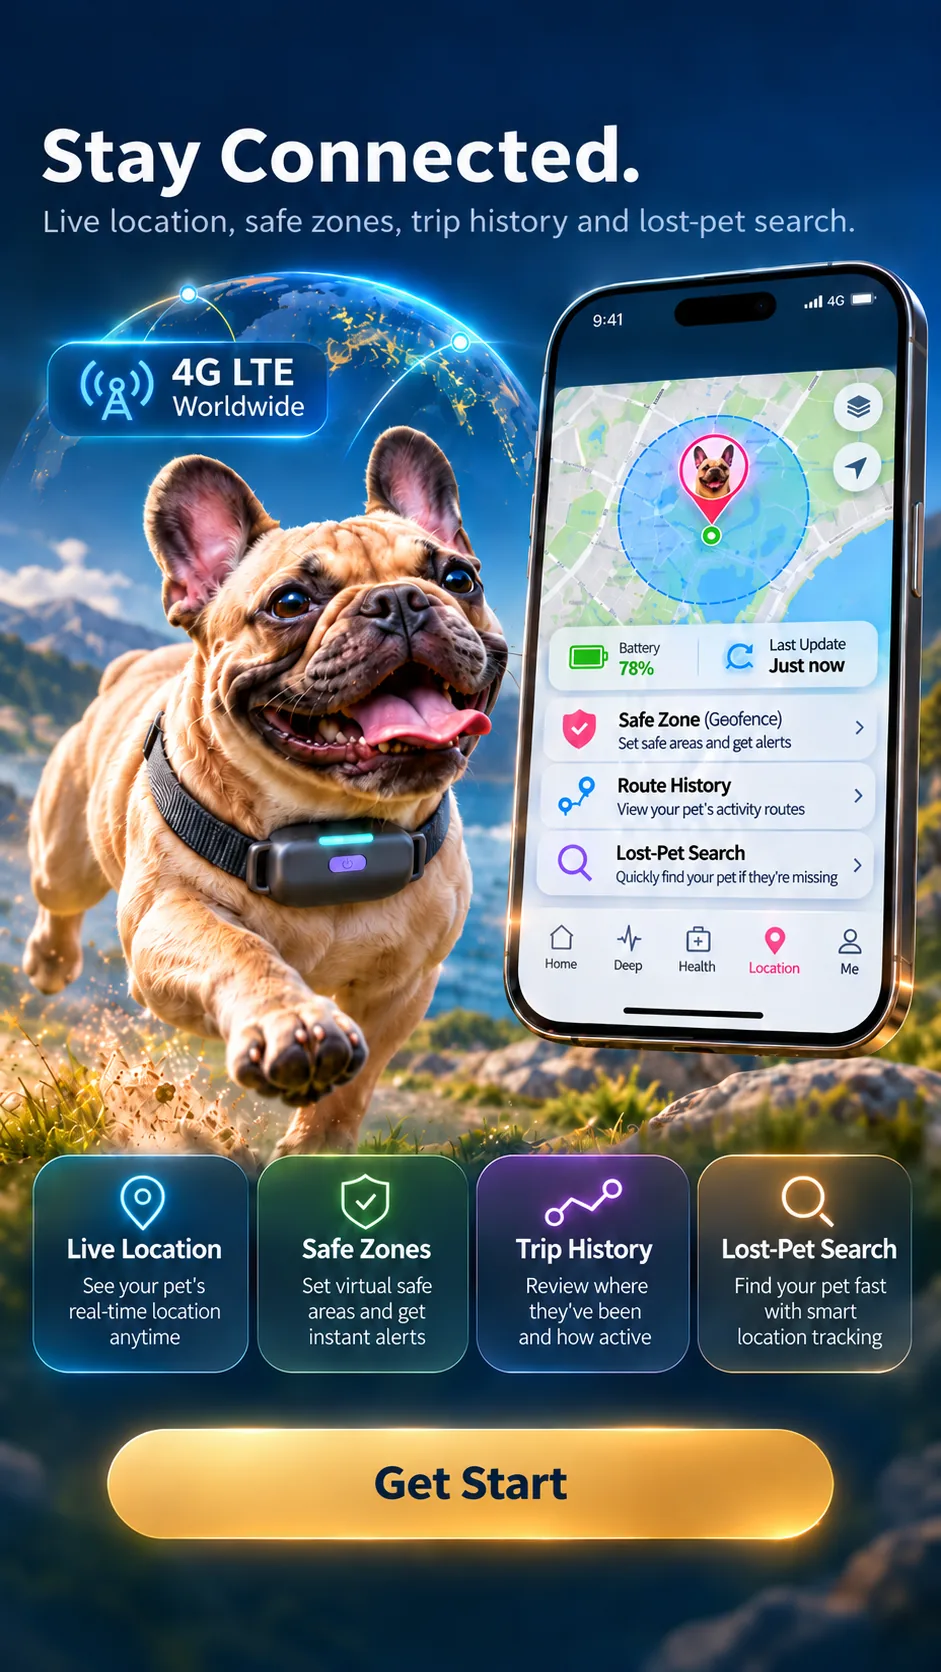 Stay Connected.
Live location, safe zones, trip history and lost-pet search.
4G LTE
Worldwide
9:41
4G
Battery
78%
Last Update
Just now
Safe Zone (Geofence)
Set safe areas and get alerts
Route History
View your pet's activity routes
Lost-Pet Search
Quickly find your pet if they're missing
Home
Deep
Health
Location
Me
Live Location
See your pet's
real-time location
anytime
Safe Zones
Set virtual safe
areas and get
instant alerts
Trip History
Review where
they've been
and how active
Lost-Pet Search
Find your pet fast
with smart
location tracking
Get Start